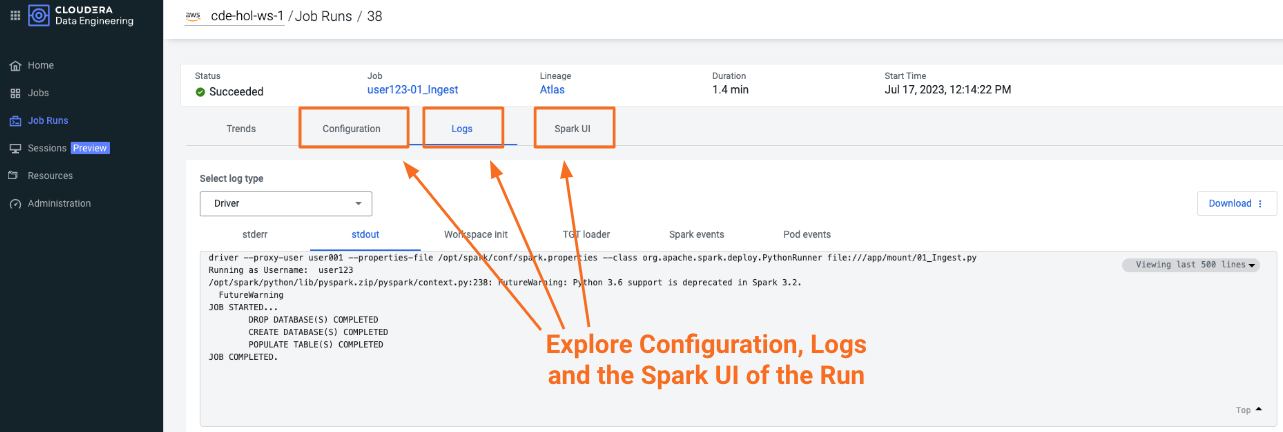 CLOUDERA
Data Engineering
aws cde-hol-ws-1 / Job Runs / 38
Home
Jobs
Job Runs
Sessions Preview
Resources
Administration
Status Job Lineage Duration Start Time
Succeeded user123-01_Ingest Atlas 1.4 min Jul 17, 2023, 12:14:22 PM
Trends Configuration Logs Spark UI
Select log type
Driver Download
stderr stdout Workspace init TGT loader Spark events Pod events
driver --proxy-user user001 --properties-file /opt/spark/conf/spark.properties --class org.apache.spark.deploy.PythonRunner file:///app/mount/01_Ingest.py
Viewing last 500 lines
Running as Username: user123
/opt/spark/python/lib/pyspark.zip/pyspark/context.py:238: FutureWarning: Python 3.6 support is deprecated in Spark 3.2.
FutureWarning
JOB STARTED...
DROP DATABASE(S) COMPLETED
CREATE DATABASE(S) COMPLETED
POPULATE TABLE(S) COMPLETED
JOB COMPLETED.
Explore Configuration, Logs
and the Spark UI of the Run
Top